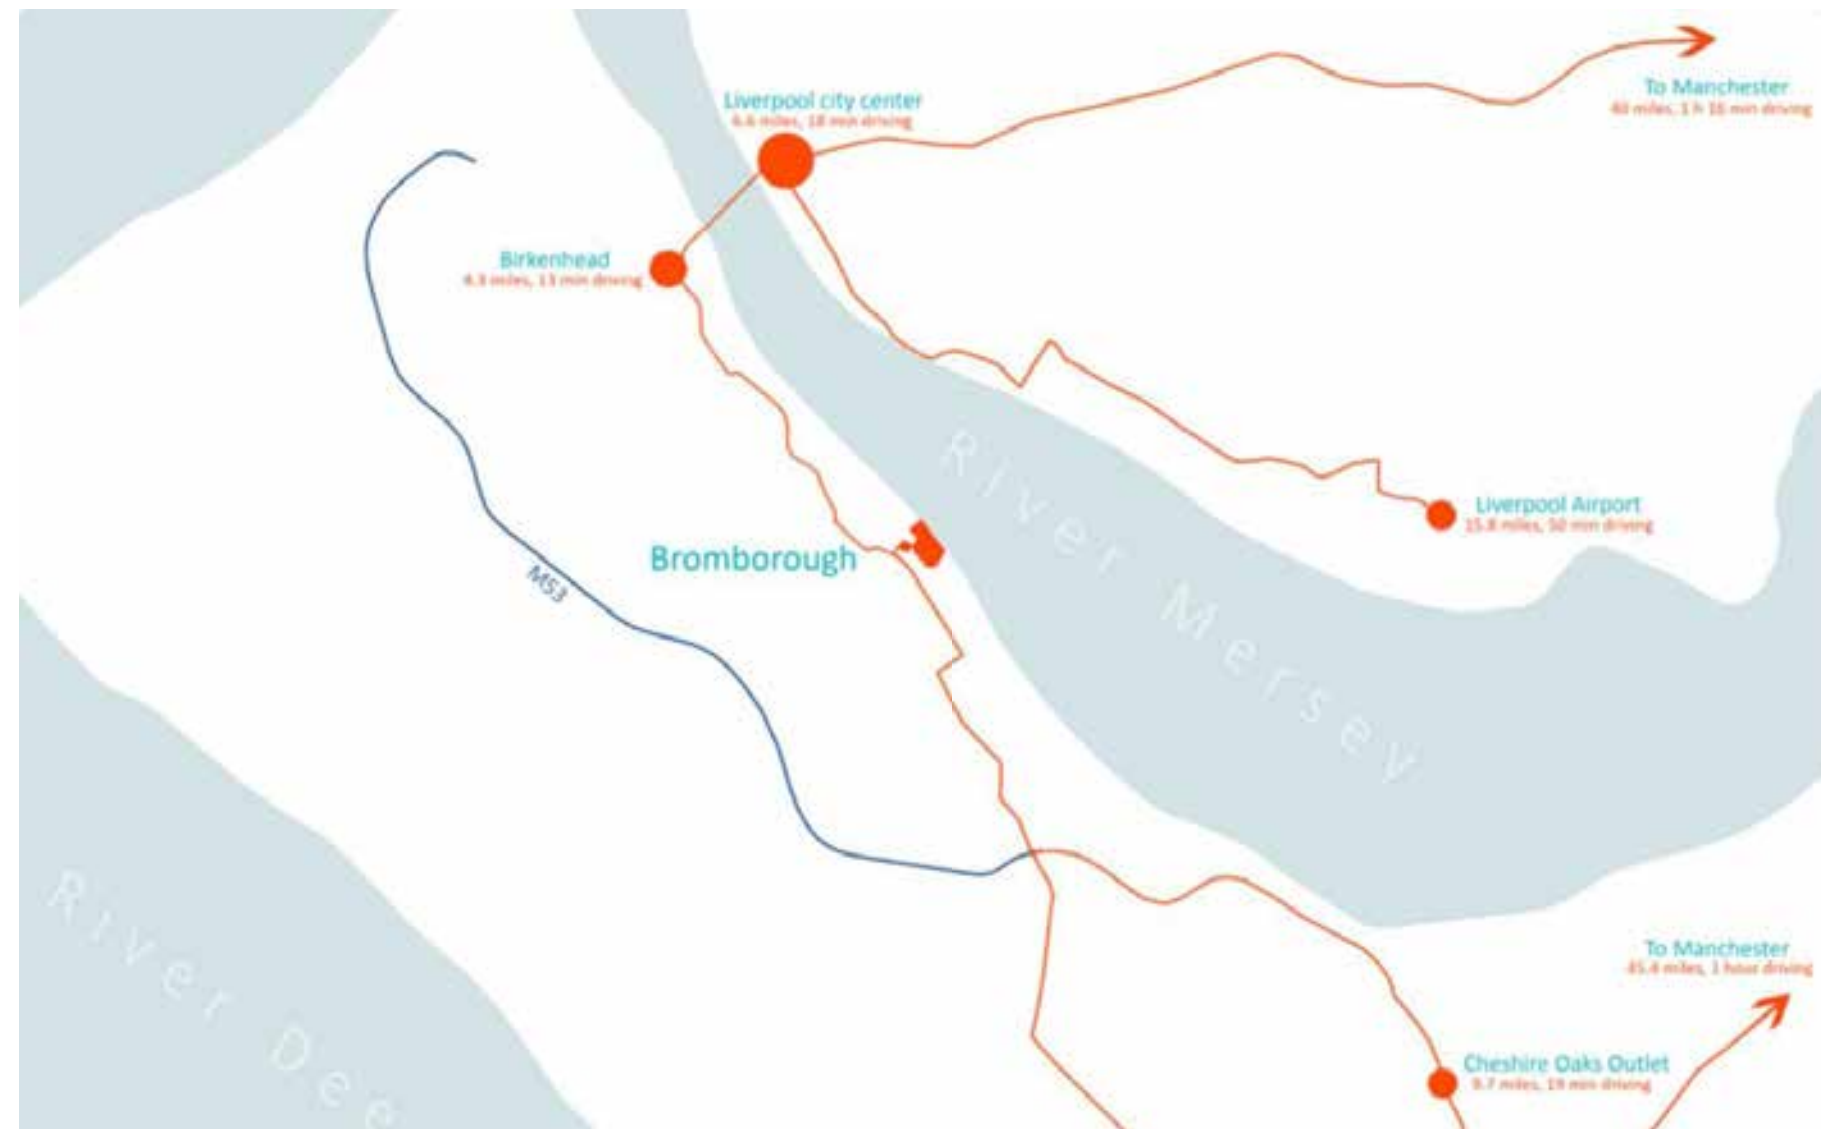 Liverpool city center
6.6 miles, 18 min driving
To Manchester
40 miles, 1 h 16 min driving
Birkenhead
4.3 miles, 13 min driving
River Mersey
Liverpool Airport
15.8 miles, 50 min driving
Bromborough
M53
River Dee
To Manchester
45.4 miles, 1 hour driving
Cheshire Oaks Outlet
9.7 miles, 19 min driving